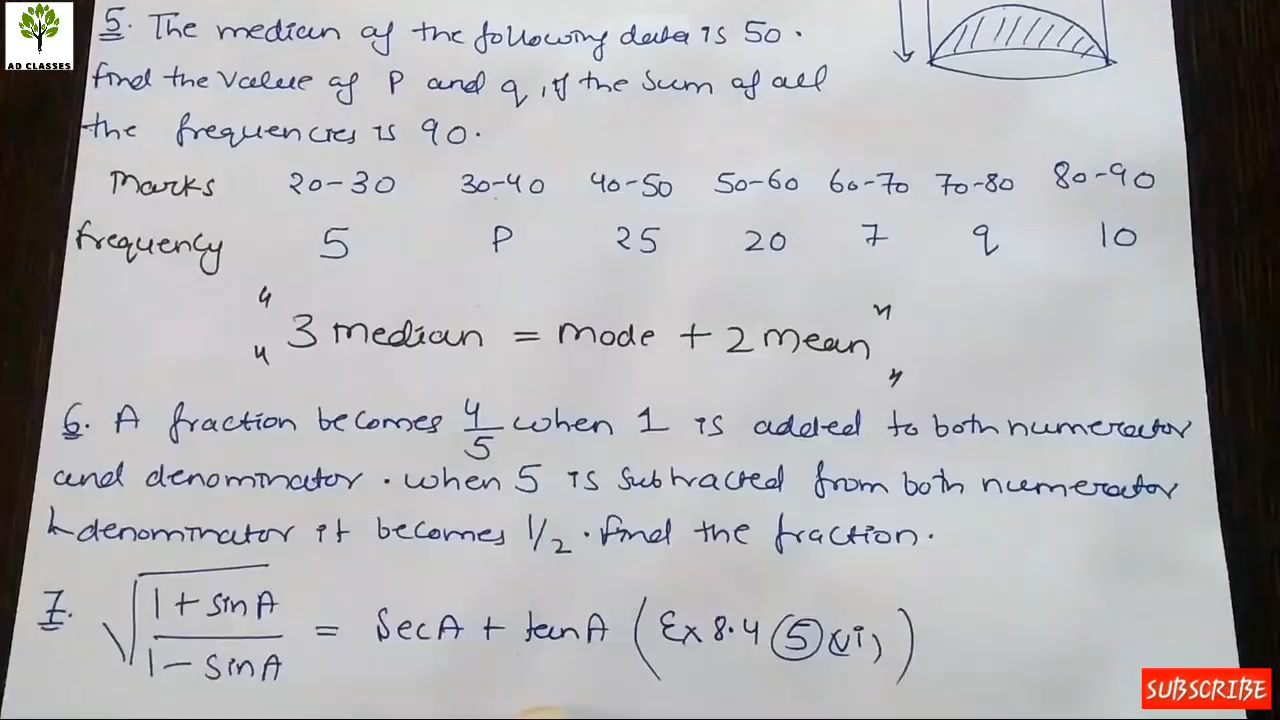 AD CLASSES
5. The median of the following data is 50.
find the value of P and q, if the sum of all
the frequencies is 90.
Marks 20-30 30-40 40-50 50-60 60-70 70-80 80-90
frequency 5 P 25 20 7 q 10
" 3 median = mode + 2 mean "
6. A fraction becomes 4/5 when 1 is added to both numerator
and denominator. when 5 is subtracted from both numerator
& denominator it becomes 1/2. find the fraction.
7. √(1 + sinA / 1 - sinA) = SecA + tanA (Ex 8.4 5 (vi))
SUBSCRIBE